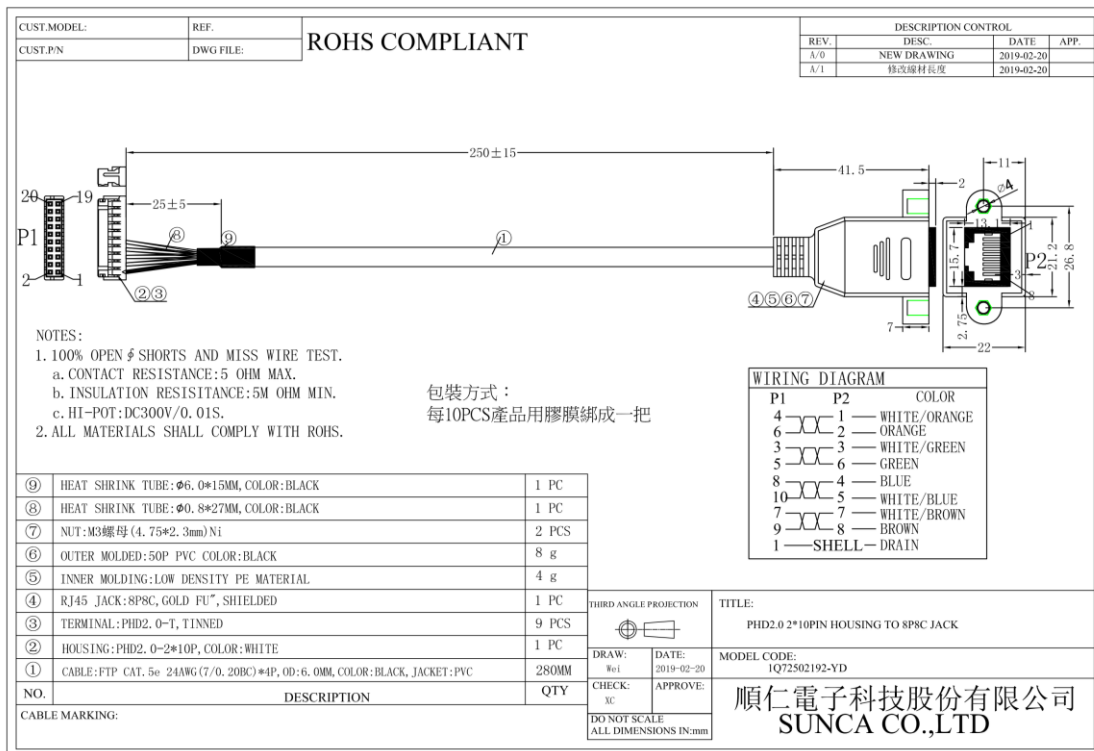 CUST.MODEL:
REF.
CUST.P/N
DWG FILE:
ROHS COMPLIANT
DESCRIPTION CONTROL
REV. DESC. DATE APP.
A/0 NEW DRAWING 2019-02-20
A/1 修改線材長度 2019-02-20
250±15
41.5
2
11
ø4
20
19
25±5
⑧
⑨
①
13.1
1
P1
P2
15.7
21.2
26.8
3
2
1
②③
④⑤⑥⑦
8
7
2.75
22
NOTES:
1. 100% OPEN ∮ SHORTS AND MISS WIRE TEST.
a. CONTACT RESISTANCE:5 OHM MAX.
b. INSULATION RESISITANCE:5M OHM MIN.
c. HI-POT:DC300V/0.01S.
2. ALL MATERIALS SHALL COMPLY WITH ROHS.
包裝方式：
每10PCS產品用膠膜綁成一把
WIRING DIAGRAM
P1 P2 COLOR
4 1 WHITE/ORANGE
6 2 ORANGE
3 3 WHITE/GREEN
5 6 GREEN
8 4 BLUE
10 5 WHITE/BLUE
7 7 WHITE/BROWN
9 8 BROWN
1 SHELL DRAIN
⑨ HEAT SHRINK TUBE:Φ6.0*15MM,COLOR:BLACK 1 PC
⑧ HEAT SHRINK TUBE:Φ0.8*27MM,COLOR:BLACK 1 PC
⑦ NUT:M3螺母(4.75*2.3mm)Ni 2 PCS
⑥ OUTER MOLDED:50P PVC COLOR:BLACK 8 g
⑤ INNER MOLDING:LOW DENSITY PE MATERIAL 4 g
④ RJ45 JACK:8P8C,GOLD FU″,SHIELDED 1 PC
③ TERMINAL:PHD2.0-T,TINNED 9 PCS
② HOUSING:PHD2.0-2*10P,COLOR:WHITE 1 PC
① CABLE:FTP CAT.5e 24AWG(7/0.20BC)*4P,OD:6.0MM,COLOR:BLACK,JACKET:PVC 280MM
NO. DESCRIPTION QTY
CABLE MARKING:
THIRD ANGLE PROJECTION
TITLE:
PHD2.0 2*10PIN HOUSING TO 8P8C JACK
DRAW:
Wei
DATE:
2019-02-20
MODEL CODE:
1Q72502192-YD
CHECK:
XC
APPROVE:
DO NOT SCALE
ALL DIMENSIONS IN:mm
順仁電子科技股份有限公司
SUNCA CO.,LTD